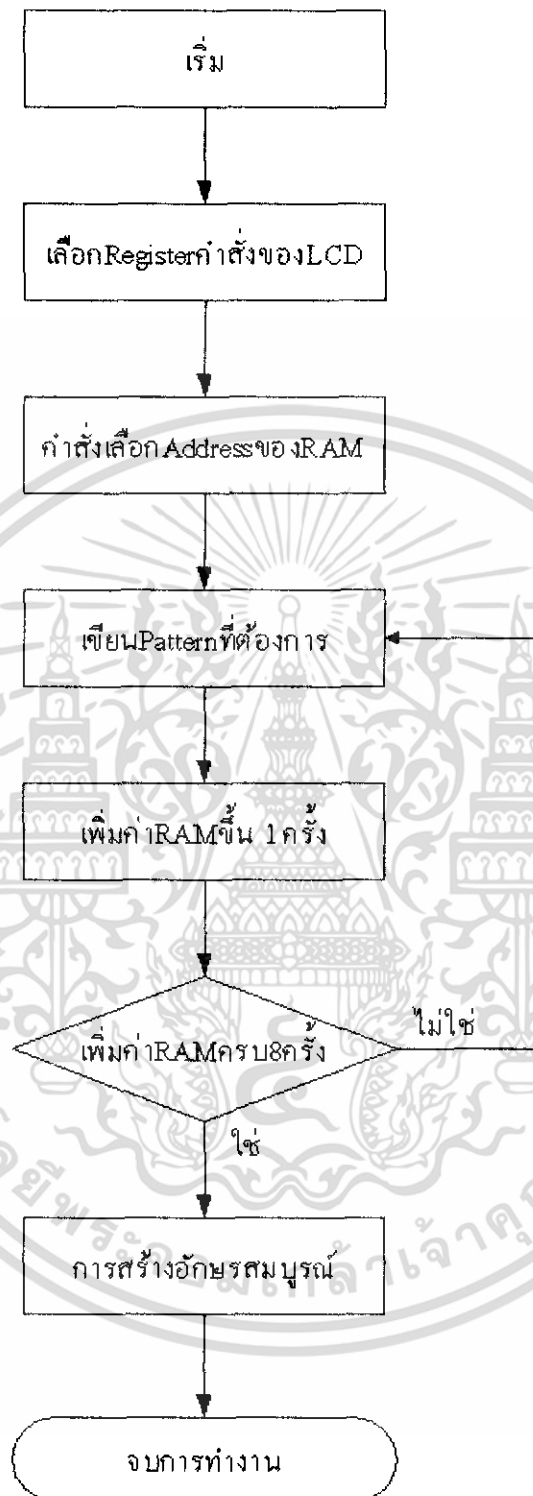 เริ่ม
เลือกRegisterคำสั่งของLCD
คำสั่งเลือกAddressของRAM
เขียนPatternที่ต้องการ
เพิ่มค่าRAMขึ้น 1ครั้ง
เพิ่มค่าRAMครบ8ครั้ง
ไม่ใช่
ใช่
การสร้างอักษรสมบูรณ์
จบการทำงาน